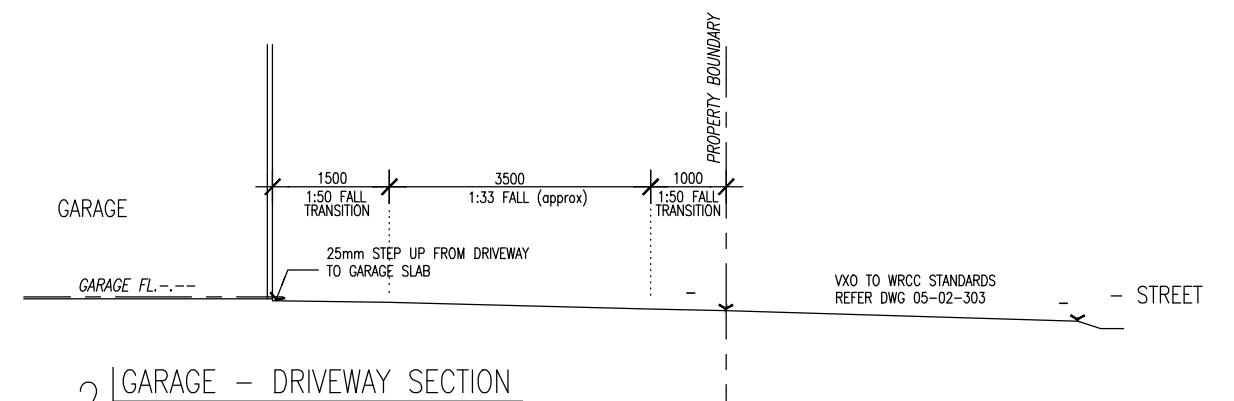 PROPERTY BOUNDARY
1500
1:50 FALL
TRANSITION
3500
1:33 FALL (approx)
1000
1:50 FALL
TRANSITION
GARAGE
25mm STEP UP FROM DRIVEWAY
TO GARAGE SLAB
GARAGE FL.-.--
-
VXO TO WRCC STANDARDS
REFER DWG 05-02-303
-
- STREET
2 GARAGE - DRIVEWAY SECTION